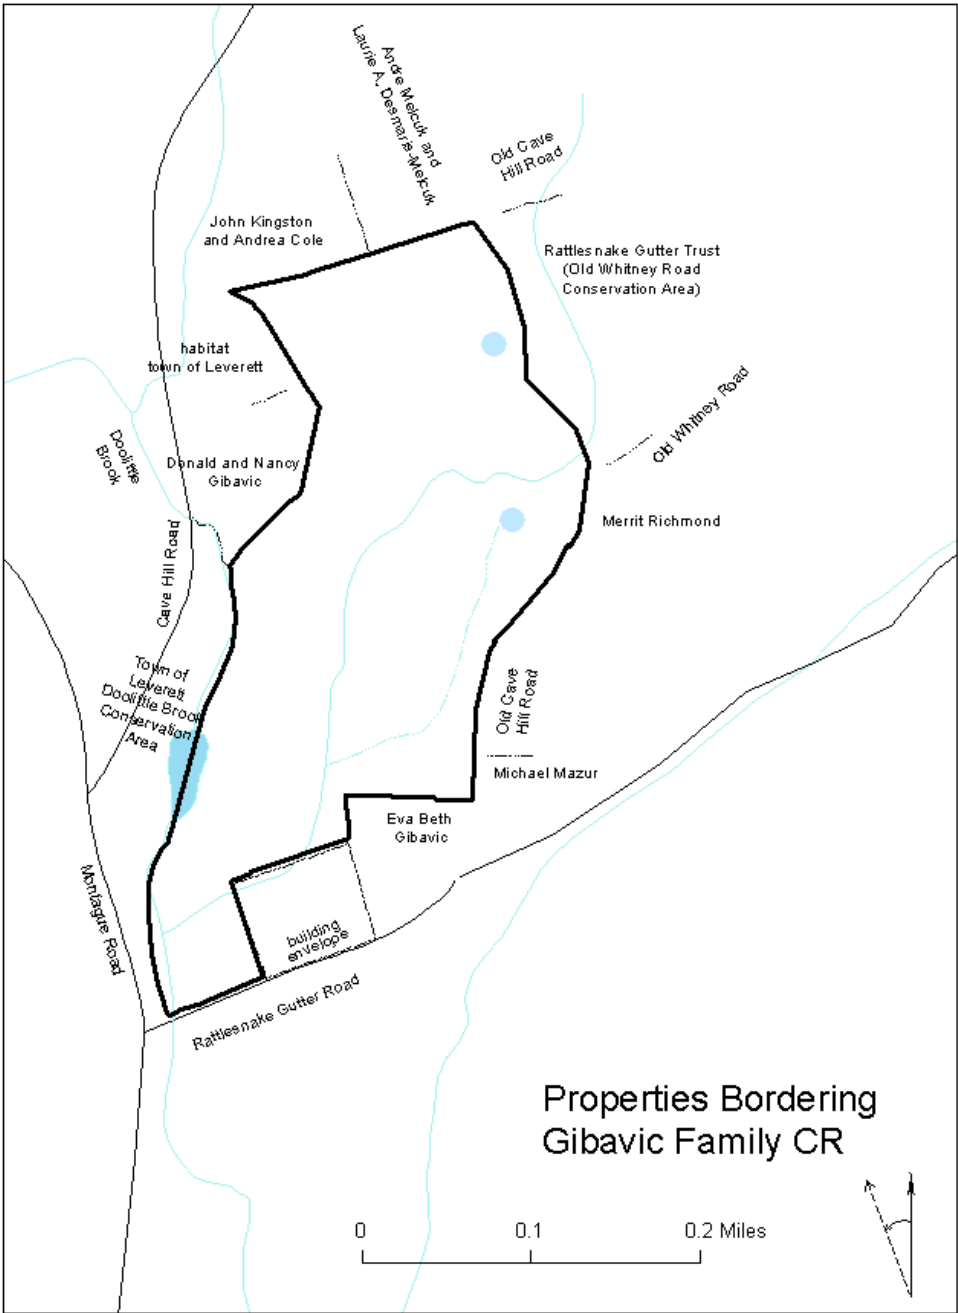 Andre Melcuk and
Laurie A. Desmaris-Melcuk
Old Cave
Hill Road
John Kingston
and Andrea Cole
Rattlesnake Gutter Trust
(Old Whitney Road
Conservation Area)
habitat
town of Leverett
Old Whitney Road
Doolittle
Brook
Donald and Nancy
Gibavic
Merrit Richmond
Cave Hill Road
Town of
Leverett
Doolittle Brook
Conservation
Area
Old Cave
Hill Road
Michael Mazur
Eva Beth
Gibavic
Montague Road
building
envelope
Rattlesnake Gutter Road
Properties Bordering
Gibavic Family CR
0 0.1 0.2 Miles